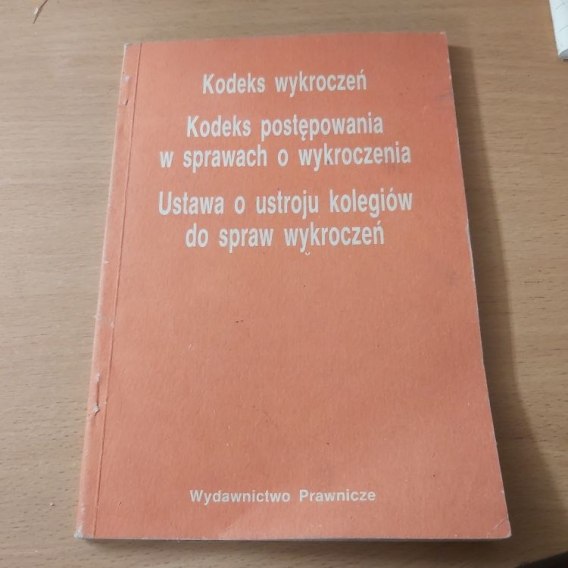 Kodeks wykroczeń
Kodeks postępowania
w sprawach o wykroczenia
Ustawa o ustroju kolegiów
do spraw wykroczeń
Wydawnictwo Prawnicze